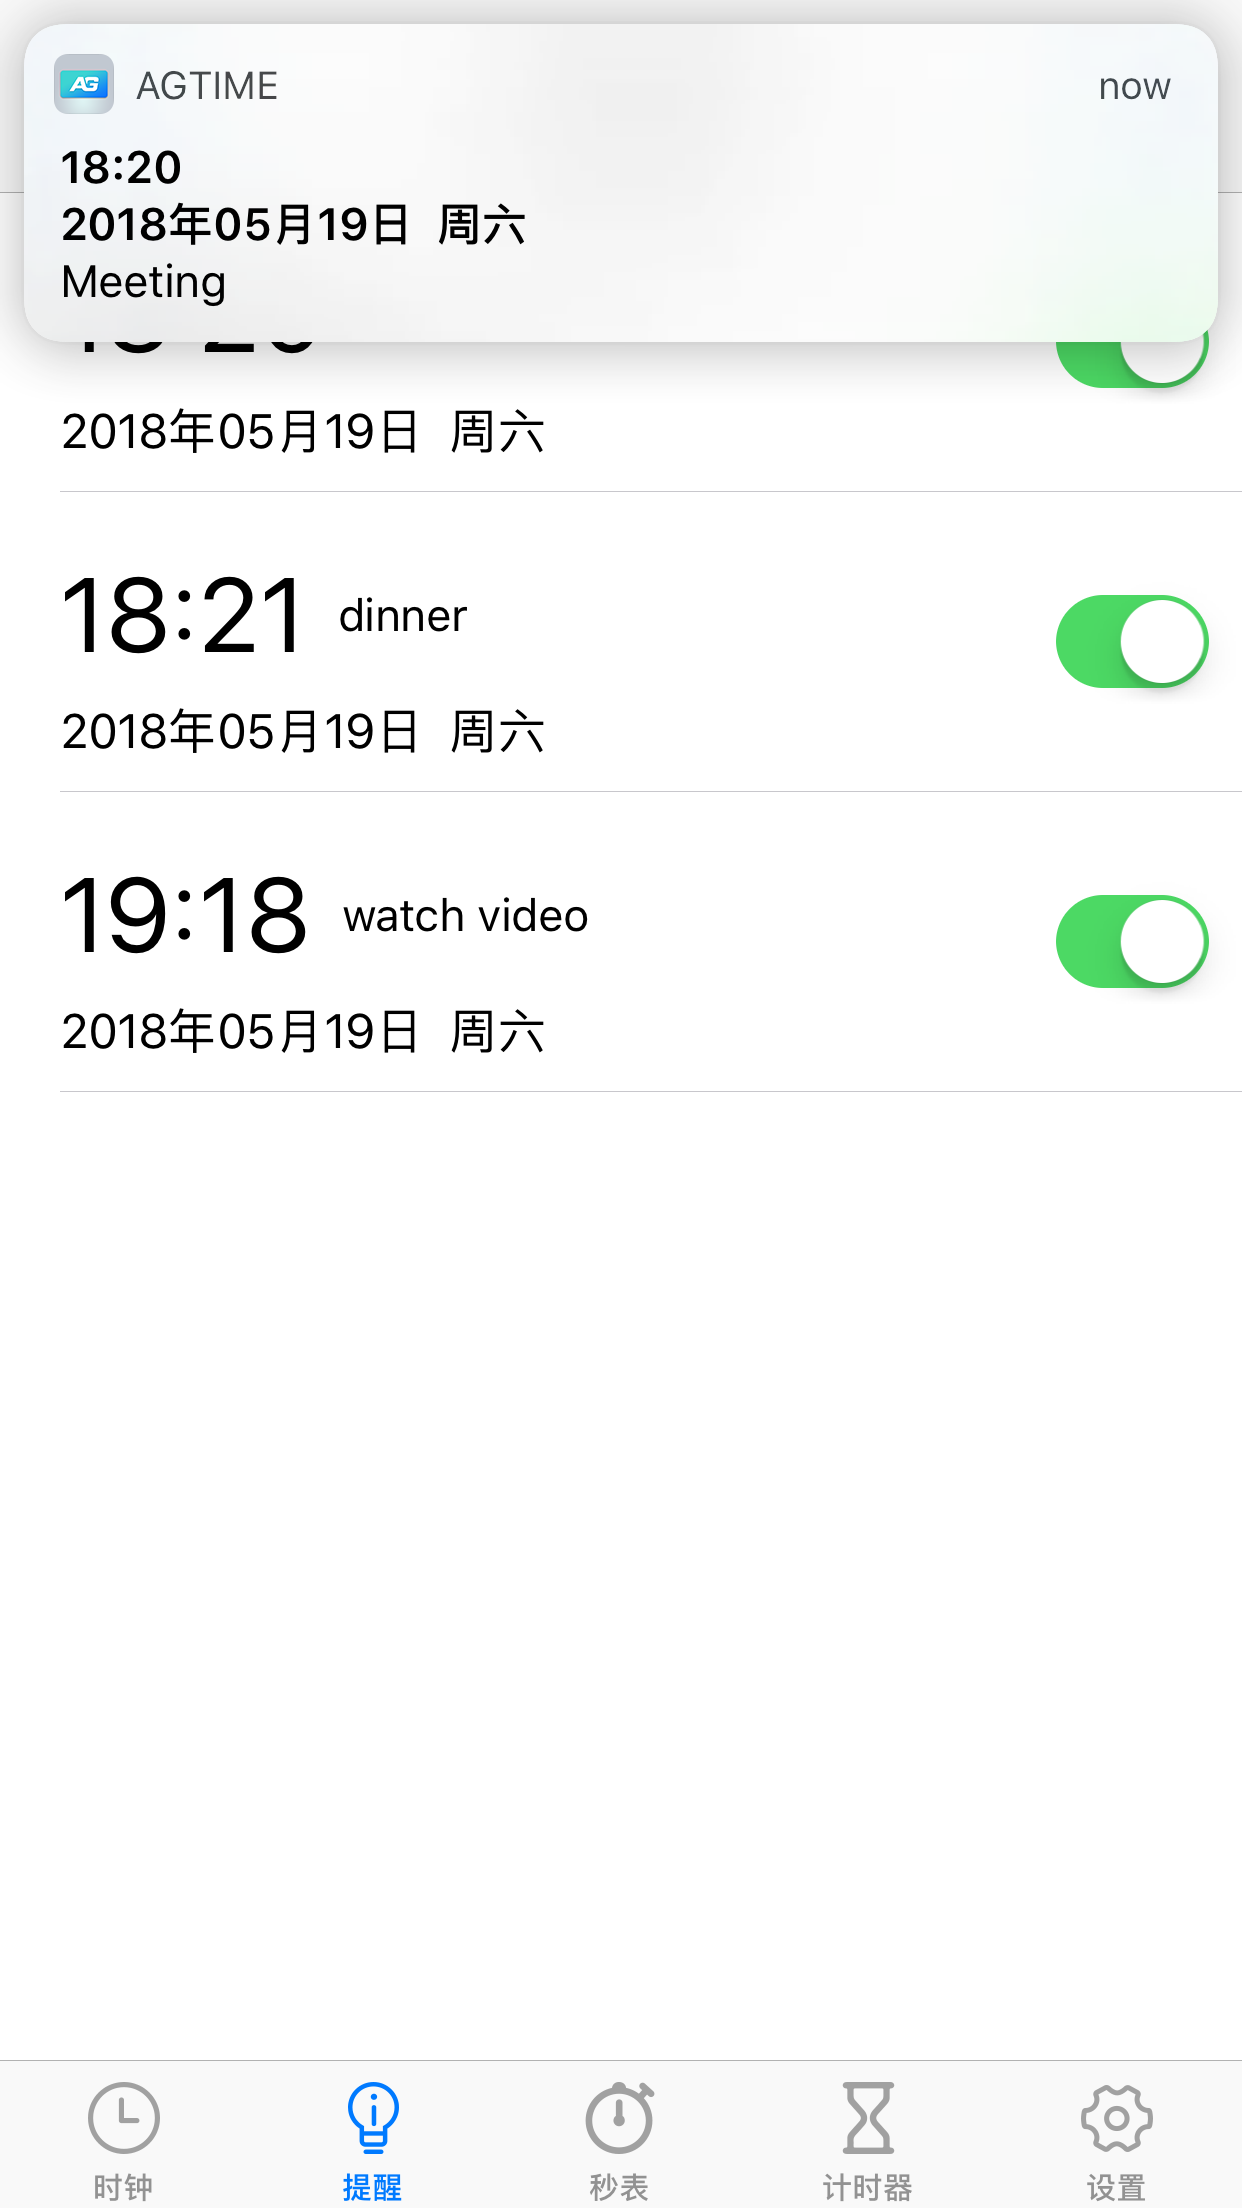 AG
AGTIME
now
18:20
2018年05月19日 周六
Meeting
2018年05月19日 周六
18:21 dinner
2018年05月19日 周六
19:18 watch video
2018年05月19日 周六
时钟
提醒
秒表
计时器
设置